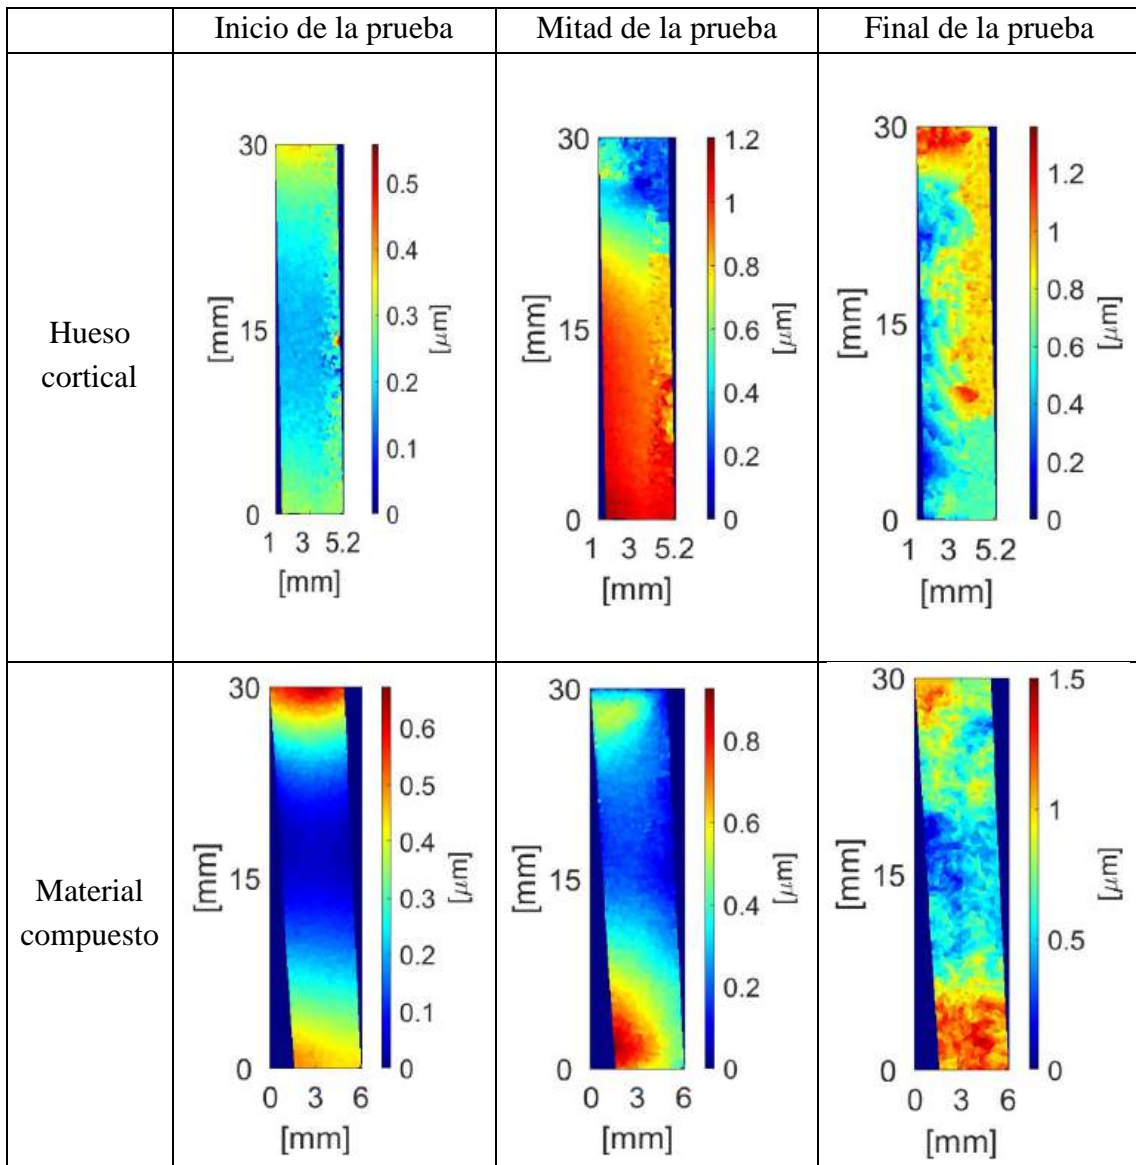 Inicio de la prueba
Mitad de la prueba
Final de la prueba
Hueso
cortical
30
15
0
[mm]
1 3 5.2
[mm]
0.5
0.4
0.3
0.2
0.1
0
[μm]
30
15
0
[mm]
1 3 5.2
[mm]
1.2
1
0.8
0.6
0.4
0.2
0
[μm]
30
15
0
[mm]
1 3 5.2
[mm]
1.2
1
0.8
0.6
0.4
0.2
0
[μm]
Material
compuesto
30
15
0
[mm]
0 3 6
[mm]
0.6
0.5
0.4
0.3
0.2
0.1
0
[μm]
30
15
0
[mm]
0 3 6
[mm]
0.8
0.6
0.4
0.2
0
[μm]
30
15
0
[mm]
0 3 6
[mm]
1.5
1
0.5
0
[μm]